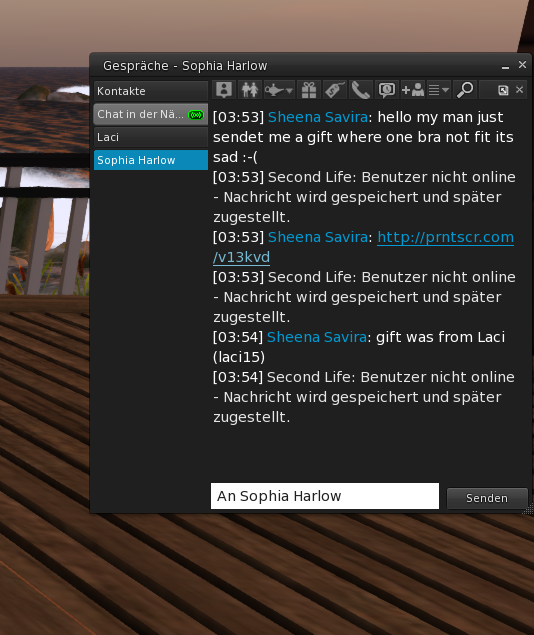 Gespräche - Sophia Harlow
Kontakte
Chat in der Nä...
Laci
Sophia Harlow
[03:53] Sheena Savira: hello my man just
sendet me a gift where one bra not fit its
sad :-(
[03:53] Second Life: Benutzer nicht online
- Nachricht wird gespeichert und später
zugestellt.
[03:53] Sheena Savira: http://prntscr.com
/v13kvd
[03:53] Second Life: Benutzer nicht online
- Nachricht wird gespeichert und später
zugestellt.
[03:54] Sheena Savira: gift was from Laci
(laci15)
[03:54] Second Life: Benutzer nicht online
- Nachricht wird gespeichert und später
zugestellt.
An Sophia Harlow
Senden